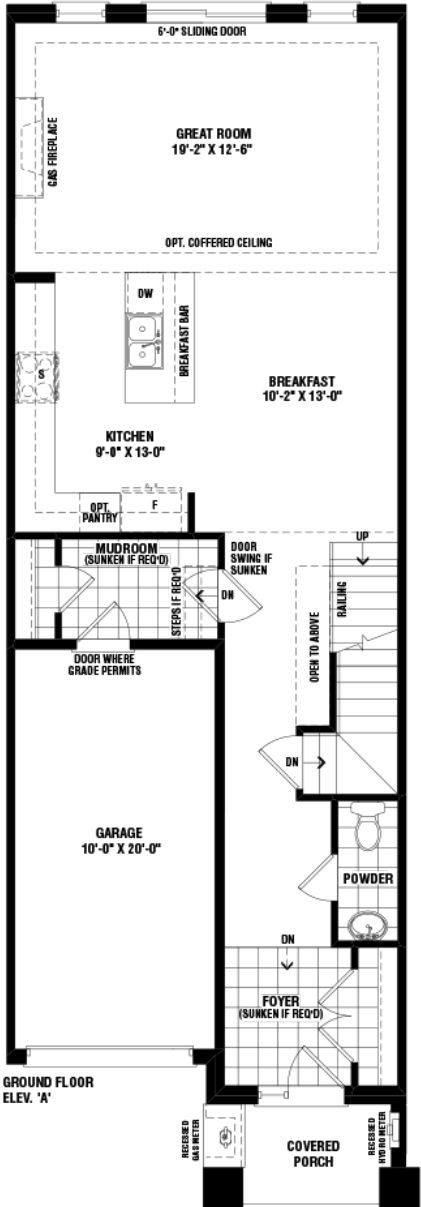 6'-0" SLIDING DOOR
GREAT ROOM
19'-2" X 12'-6"
GAS FIREPLACE
OPT. COFFERED CEILING
DW
BREAKFAST BAR
S
BREAKFAST
10'-2" X 13'-0"
KITCHEN
9'-0" X 13-0"
OPT.
PANTRY
F
MUDROOM
(SUNKEN IF REQ'D)
DOOR
SWING IF
SUNKEN
UP
STEPS IF REQ'D
DN
RAILING
OPEN TO ABOVE
DOOR WHERE
GRADE PERMITS
DN
GARAGE
10'-0" X 20'-0"
POWDER
DN
FOYER
(SUNKEN IF REQ'D)
GROUND FLOOR
ELEV. 'A'
RECESSED
GAS METER
COVERED
PORCH
RECESSED
HYDROMETER